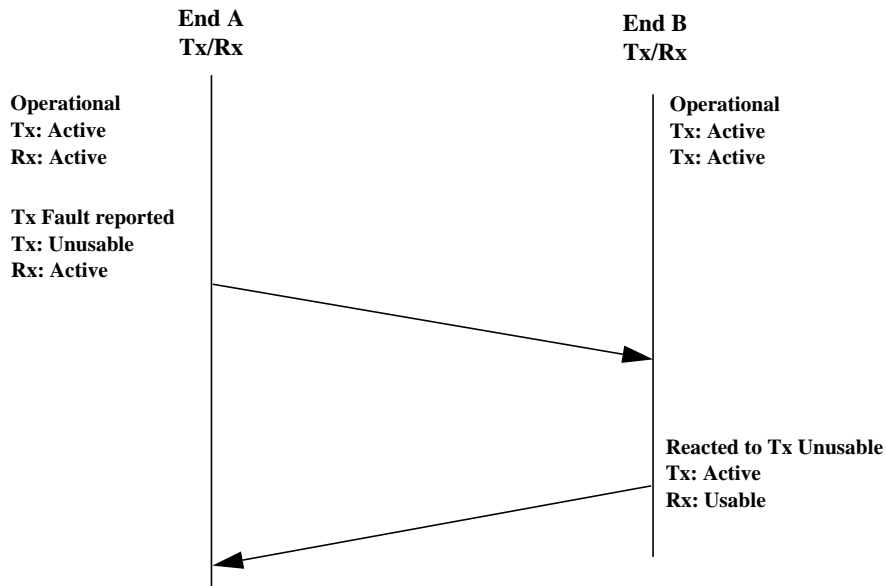 End A
Tx/Rx
End B
Tx/Rx
Operational
Tx: Active
Rx: Active
Operational
Tx: Active
Tx: Active
Tx Fault reported
Tx: Unusable
Rx: Active
Reacted to Tx Unusable
Tx: Active
Rx: Usable